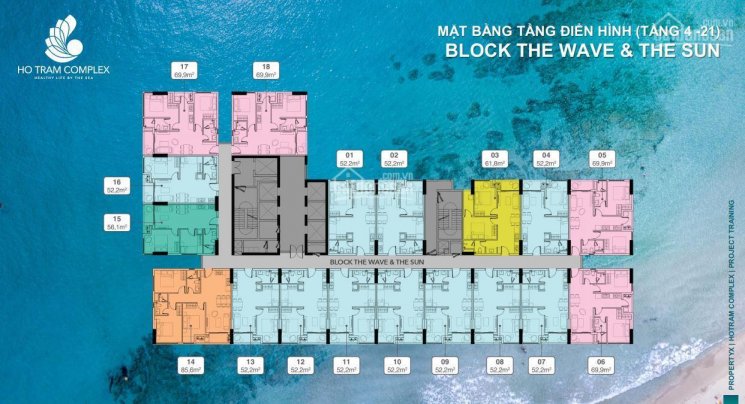 HO TRAM COMPLEX
HEALTHY LIFE BY THE SEA
MẶT BẰNG TẦNG ĐIỂN HÌNH (TẦNG 4 -21)
BLOCK THE WAVE & THE SUN
17
69,9m²
18
69,9m²
01
52,2m²
02
52,2m²
03
61,8m²
04
52,2m²
05
69,9m²
16
52,2m²
15
58,1m²
BLOCK THE WAVE & THE SUN
14
85,6m²
13
52,2m²
12
52,2m²
11
52,2m²
10
52,2m²
09
52,2m²
08
52,2m²
07
52,2m²
06
69,9m²
PROPERTYX | HOTRAM COMPLEX | PROJECT TRAINING